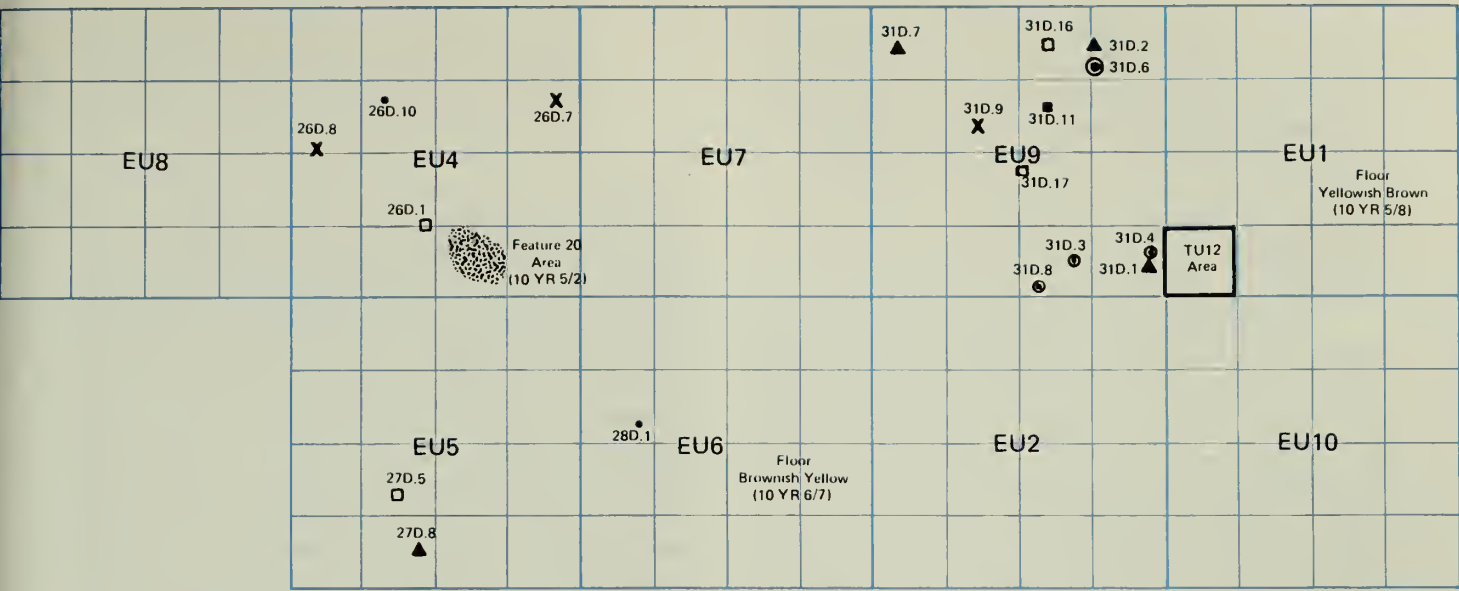 31D.7
31D.16
31D.2
31D.6
26D.10
26D.7
31D.9
31D.11
26D.8
EU8
EU4
EU7
EU9
EU1
31D.17
Floor
Yellowish Brown
(10 YR 5/8)
26D.1
Feature 20
Area
(10 YR 5/2)
31D.3
31D.4
31D.8
31D.1
TU12
Area
28D.1
EU5
EU6
EU2
EU10
Floor
Brownish Yellow
(10 YR 6/7)
27D.5
27D.8